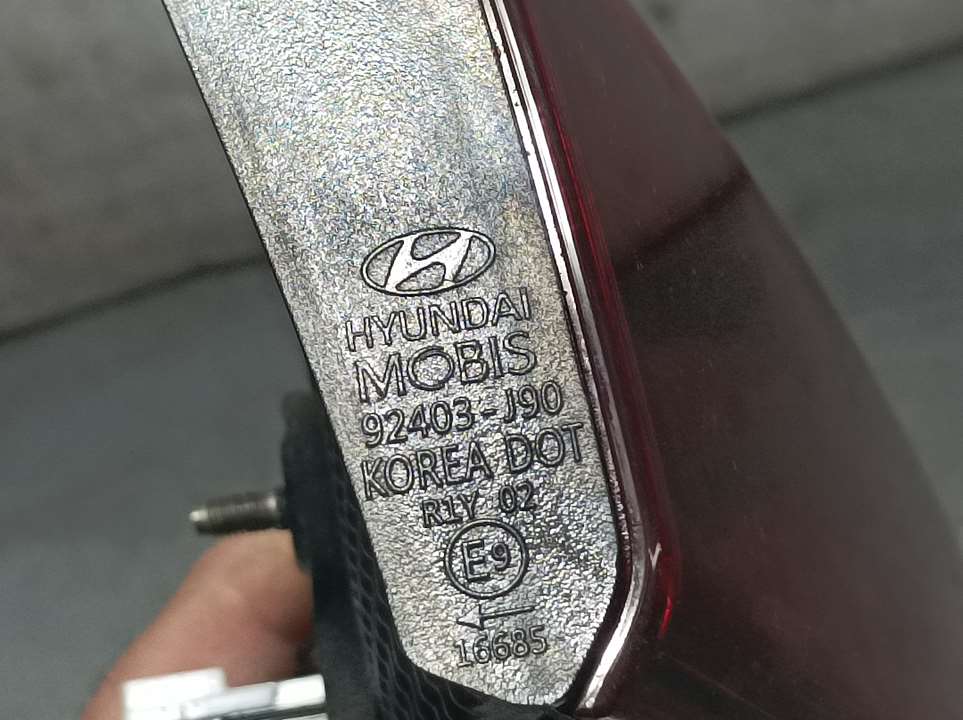 HYUNDAI
MOBIS
92403-J90
KOREA DOT
R1Y 02
E9
16685